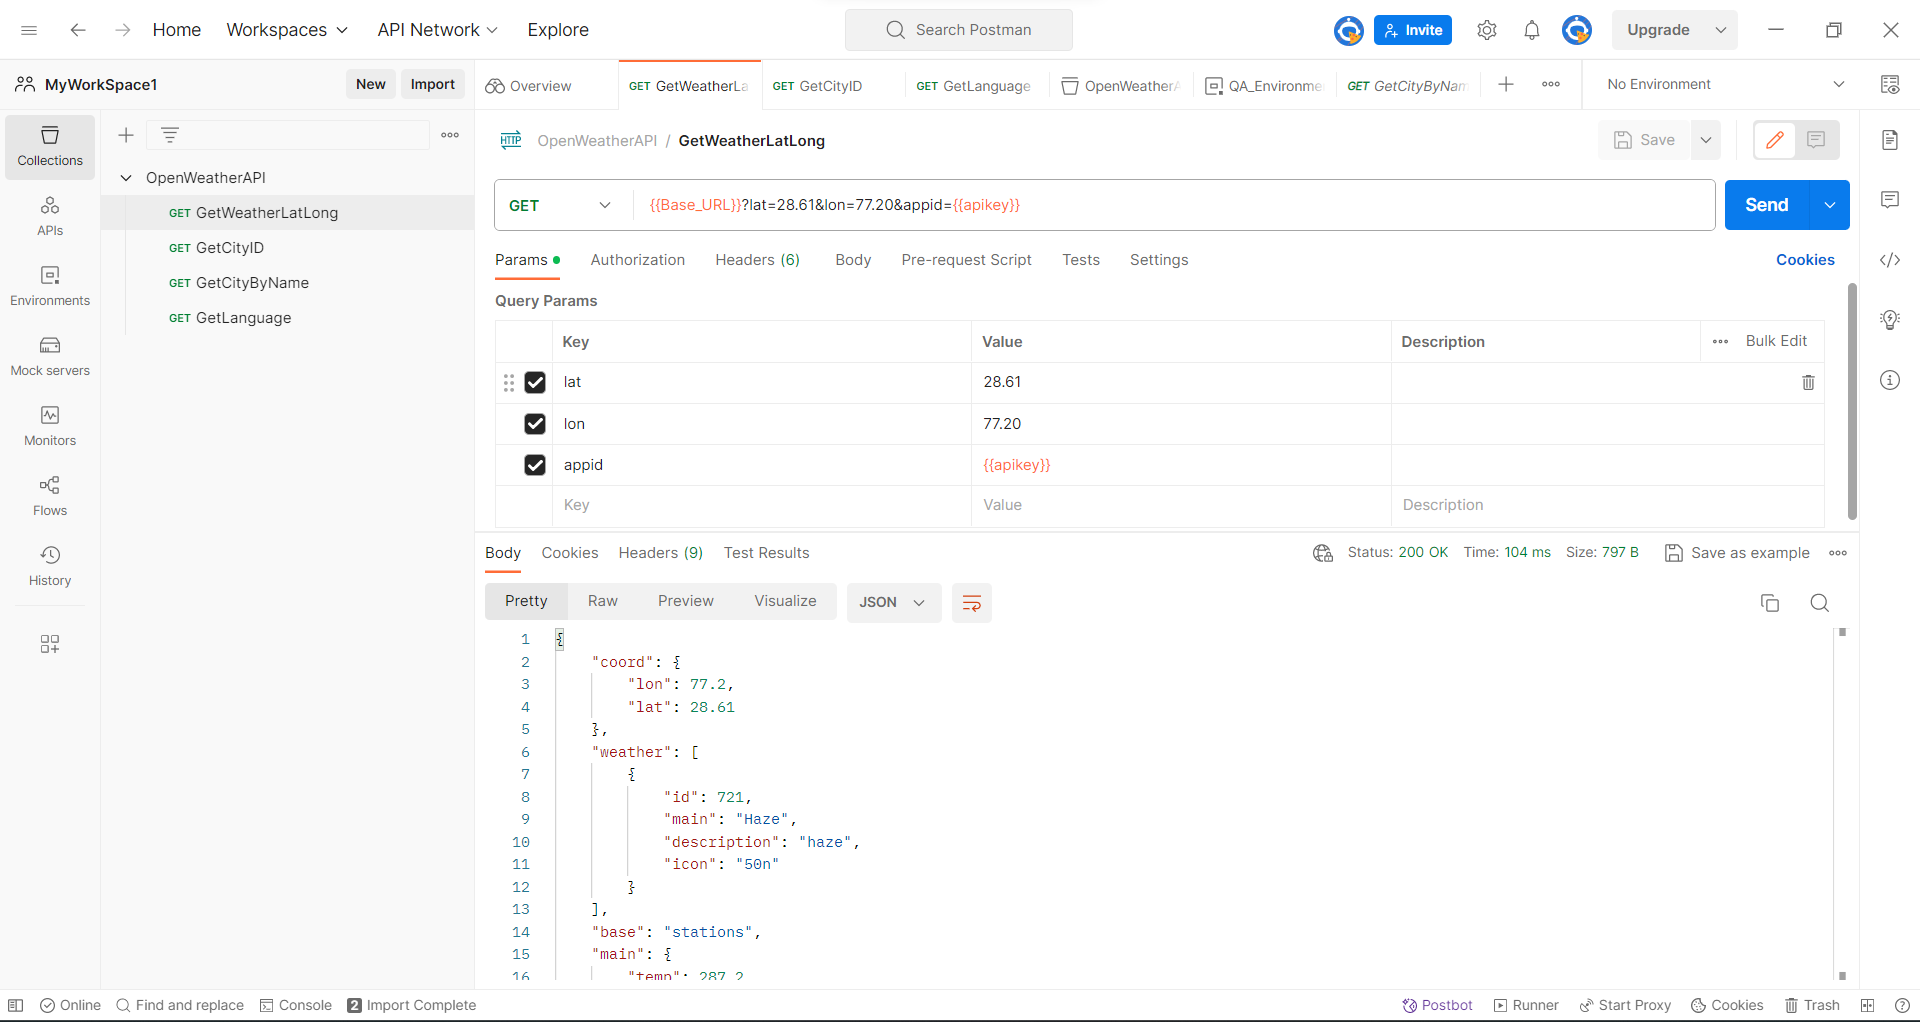 Home Workspaces API Network Explore Search Postman Invite Upgrade
MyWorkSpace1 New Import
Overview GET GetWeatherLa GET GetCityID GET GetLanguage OpenWeatherA QA_Environme GET GetCityByNam No Environment
Collections
APIs
Environments
Mock servers
Monitors
Flows
History
OpenWeatherAPI
GET GetWeatherLatLong
GET GetCityID
GET GetCityByName
GET GetLanguage
HTTP OpenWeatherAPI / GetWeatherLatLong Save
GET {{Base_URL}}?lat=28.61&lon=77.20&appid={{apikey}} Send
Params Authorization Headers (6) Body Pre-request Script Tests Settings Cookies
Query Params
Key Value Description Bulk Edit
lat 28.61
lon 77.20
appid {{apikey}}
Key Value Description
Body Cookies Headers (9) Test Results Status: 200 OK Time: 104 ms Size: 797 B Save as example
Pretty Raw Preview Visualize JSON
1 {
2 "coord": {
3 "lon": 77.2,
4 "lat": 28.61
5 },
6 "weather": [
7 {
8 "id": 721,
9 "main": "Haze",
10 "description": "haze",
11 "icon": "50n"
12 }
13 ],
14 "base": "stations",
15 "main": {
16 "temp": 287.2
Online Find and replace Console 2 Import Complete Postbot Runner Start Proxy Cookies Trash